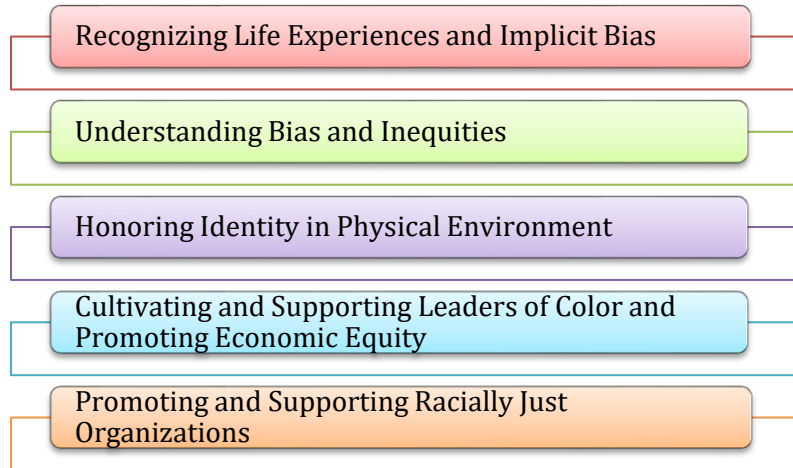 Recognizing Life Experiences and Implicit Bias
Understanding Bias and Inequities
Honoring Identity in Physical Environment
Cultivating and Supporting Leaders of Color and
Promoting Economic Equity
Promoting and Supporting Racially Just
Organizations